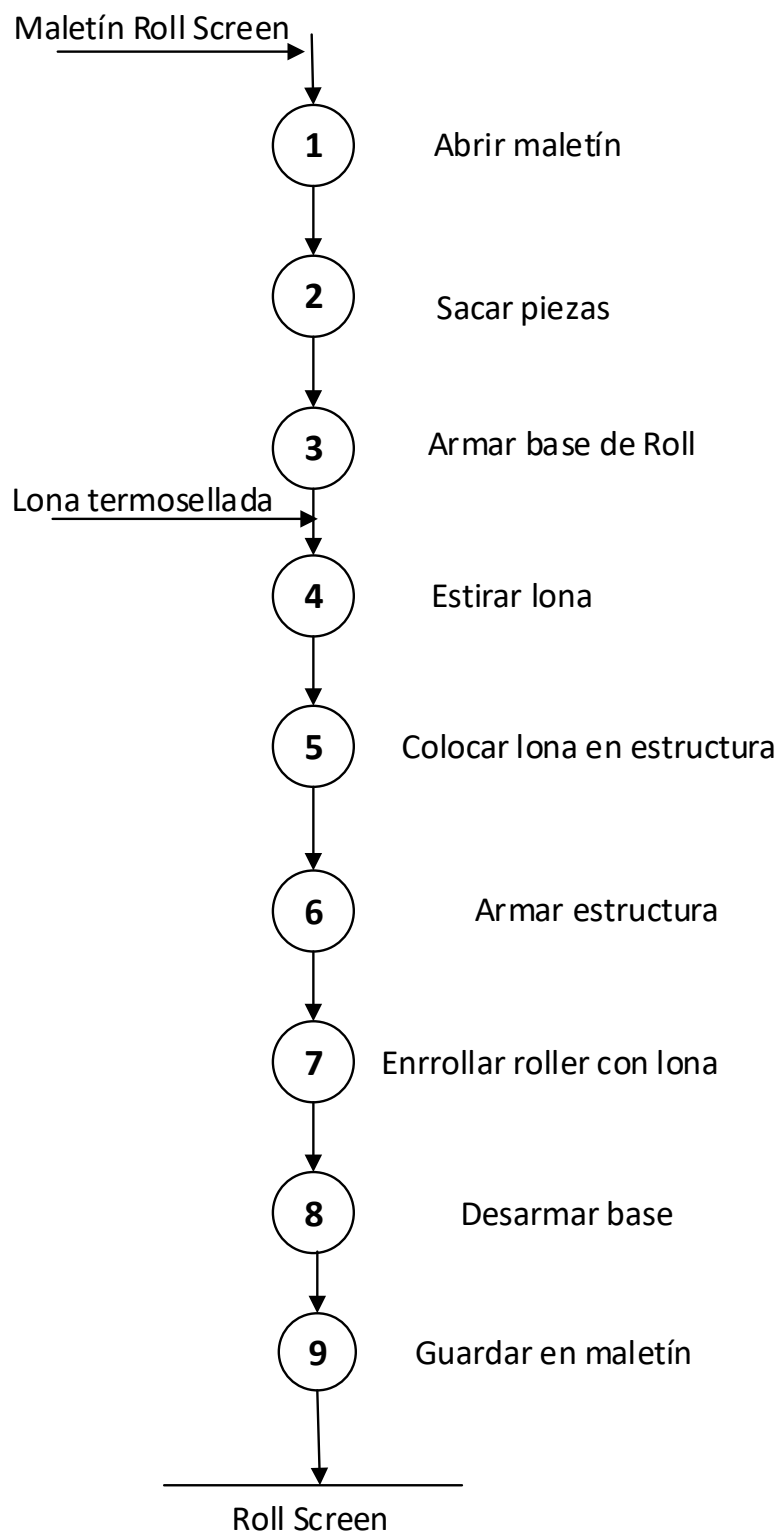 Maletín Roll Screen
1 Abrir maletín
2 Sacar piezas
3 Armar base de Roll
Lona termosellada
4 Estirar lona
5 Colocar lona en estructura
6 Armar estructura
7 Enrrollar roller con lona
8 Desarmar base
9 Guardar en maletín
Roll Screen